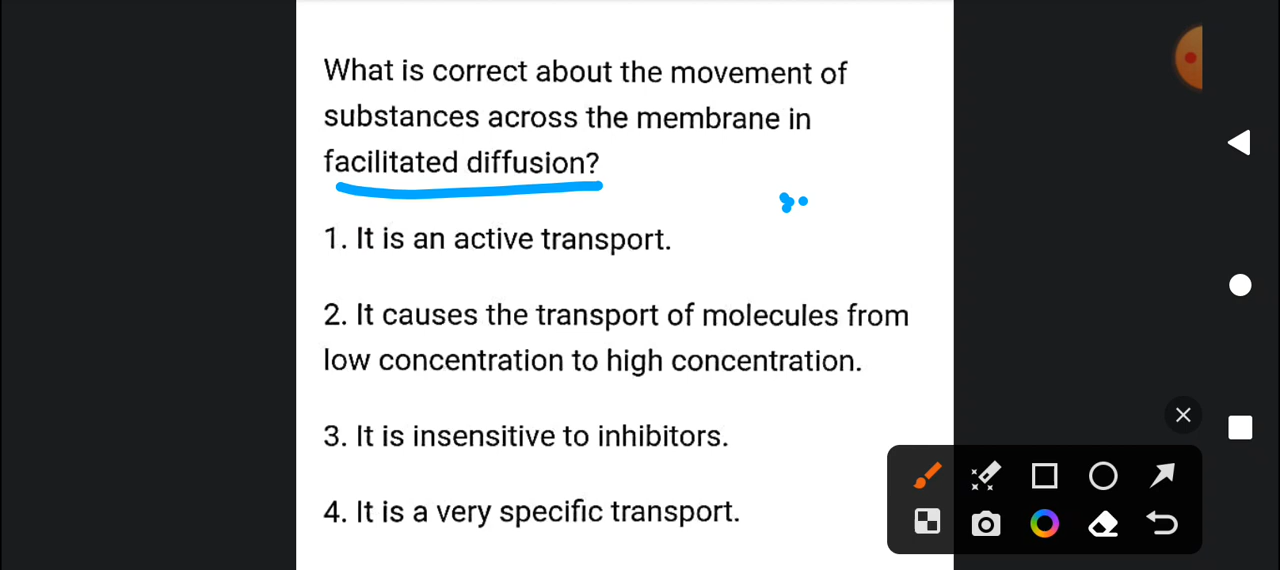 What is correct about the movement of
substances across the membrane in
facilitated diffusion?
1. It is an active transport.
2. It causes the transport of molecules from
low concentration to high concentration.
3. It is insensitive to inhibitors.
4. It is a very specific transport.